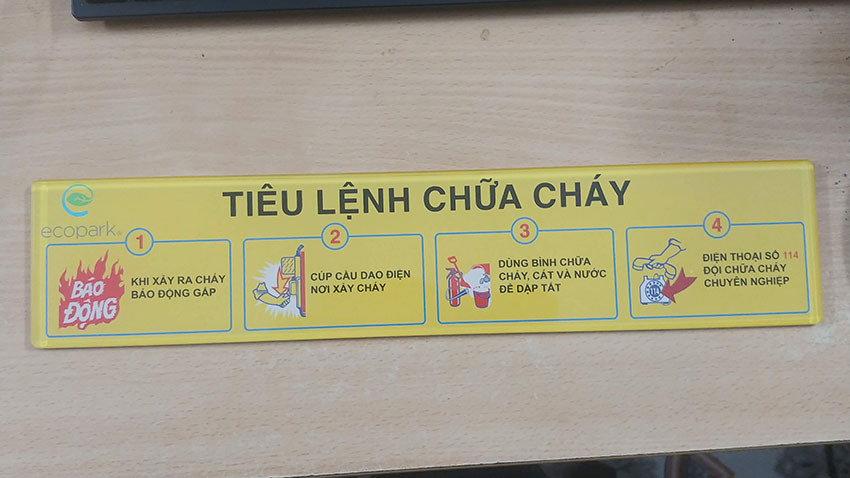 TIÊU LỆNH CHỮA CHÁY
ecopark®
1
BÁO
ĐỘNG
KHI XẢY RA CHÁY
BÁO ĐỘNG GẤP
2
CÚP CẦU DAO ĐIỆN
NƠI XẢY CHÁY
3
DÙNG BÌNH CHỮA
CHÁY, CÁT VÀ NƯỚC
ĐỂ DẬP TẮT
4
114
ĐIỆN THOẠI SỐ 114
ĐỘI CHỮA CHÁY
CHUYÊN NGHIỆP